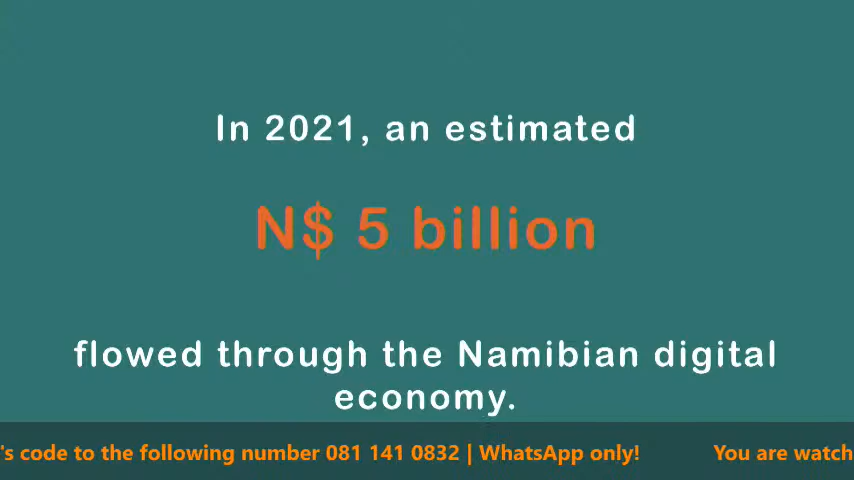 In 2021, an estimated
N$ 5 billion
flowed through the Namibian digital
economy.
's code to the following number 081 141 0832 | WhatsApp only! You are watch